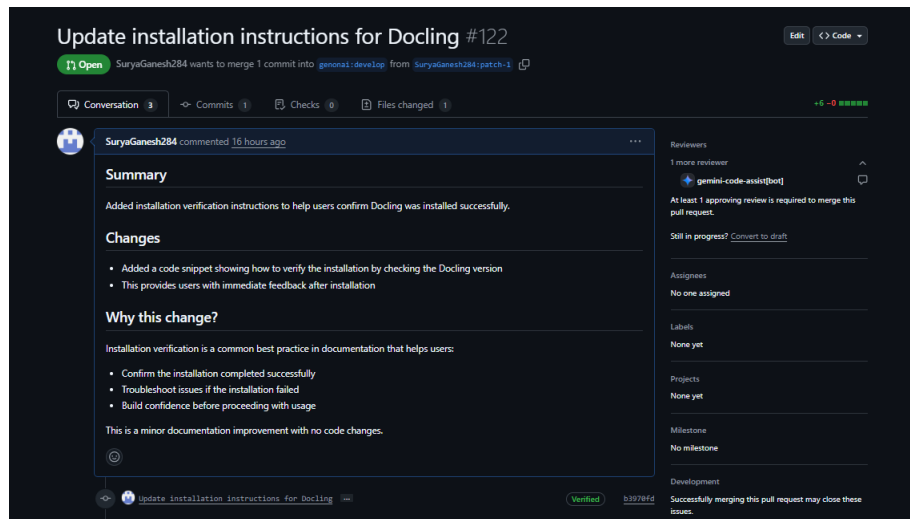 Update installation instructions for Docling #122
Edit
<> Code
Open
SuryaGanesh284 wants to merge 1 commit into genonai:develop from SuryaGanesh284:patch-1
Conversation 3
Commits 1
Checks 0
Files changed 1
+6 −0
SuryaGanesh284 commented 16 hours ago
Summary
Added installation verification instructions to help users confirm Docling was installed successfully.
Changes
• Added a code snippet showing how to verify the installation by checking the Docling version
• This provides users with immediate feedback after installation
Why this change?
Installation verification is a common best practice in documentation that helps users:
• Confirm the installation completed successfully
• Troubleshoot issues if the installation failed
• Build confidence before proceeding with usage
This is a minor documentation improvement with no code changes.
Update installation instructions for Docling
Verified
b3970fd
Reviewers
1 more reviewer
gemini-code-assist[bot]
At least 1 approving review is required to merge this
pull request.
Still in progress? Convert to draft
Assignees
No one assigned
Labels
None yet
Projects
None yet
Milestone
No milestone
Development
Successfully merging this pull request may close these
issues.